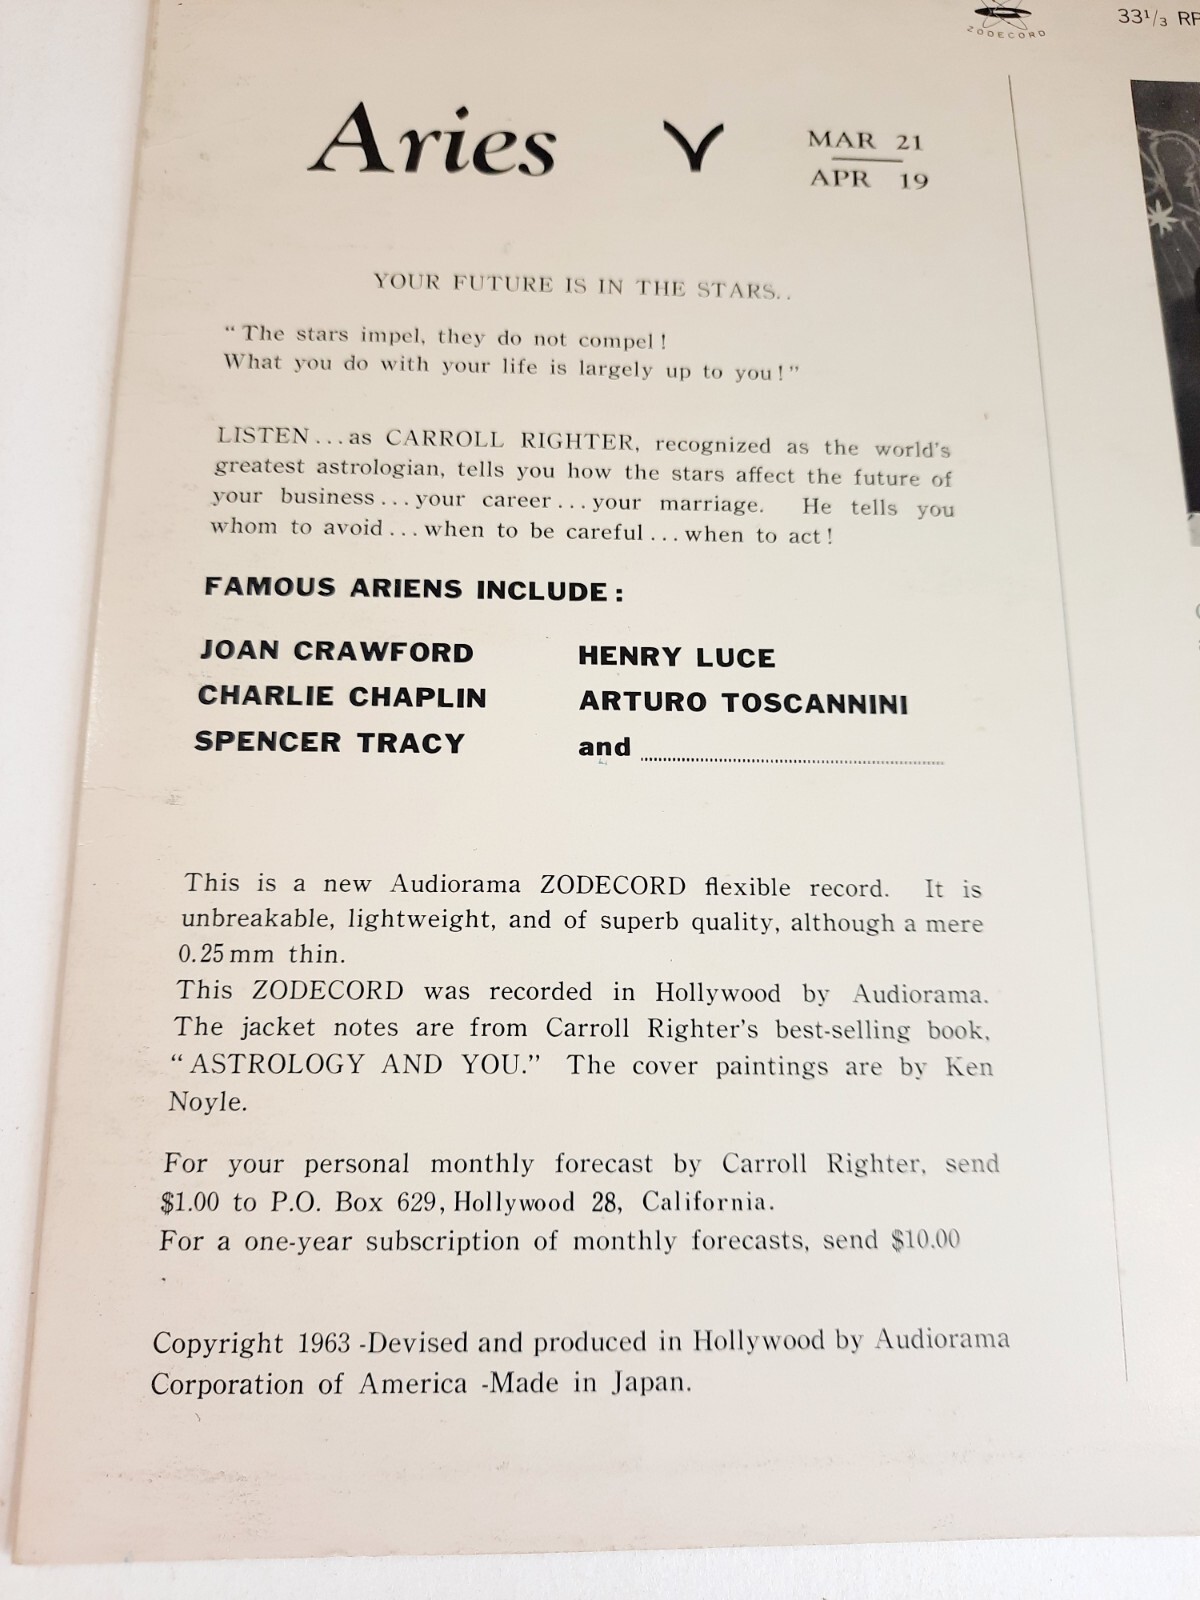 ZODECORD
33 1/3
Aries
MAR 21
APR 19
YOUR FUTURE IS IN THE STARS..
“The stars impel, they do not compel!
What you do with your life is largely up to you!”
LISTEN...as CARROLL RIGHTER, recognized as the world's
greatest astrologian, tells you how the stars affect the future of
your business...your career...your marriage. He tells you
whom to avoid...when to be careful...when to act!
FAMOUS ARIENS INCLUDE:
JOAN CRAWFORD HENRY LUCE
CHARLIE CHAPLIN ARTURO TOSCANNINI
SPENCER TRACY and ........................
This is a new Audiorama ZODECORD flexible record. It is
unbreakable, lightweight, and of superb quality, although a mere
0.25mm thin.
This ZODECORD was recorded in Hollywood by Audiorama.
The jacket notes are from Carroll Righter's best-selling book,
“ASTROLOGY AND YOU.” The cover paintings are by Ken
Noyle.
For your personal monthly forecast by Carroll Righter, send
$1.00 to P.O. Box 629, Hollywood 28, California.
For a one-year subscription of monthly forecasts, send $10.00
Copyright 1963 -Devised and produced in Hollywood by Audiorama
Corporation of America -Made in Japan.